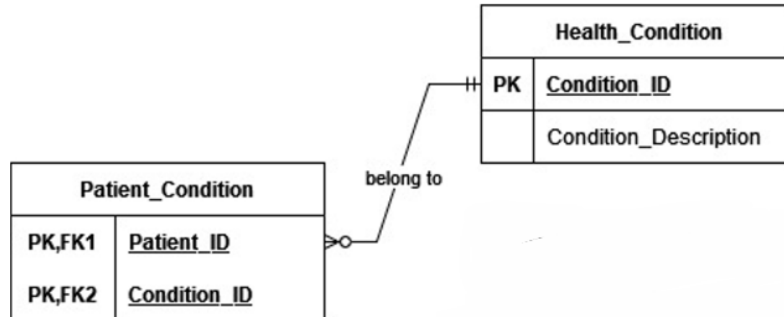 Health_Condition
PK Condition_ID
Condition_Description
belong to
Patient_Condition
PK,FK1 Patient_ID
PK,FK2 Condition_ID